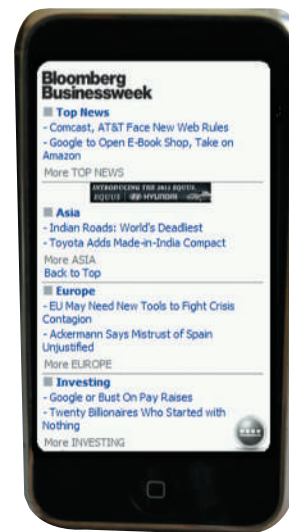 Bloomberg
Businessweek
Top News
- Comcast, AT&T Face New Web Rules
- Google to Open E-Book Shop, Take on
Amazon
More TOP NEWS
INTRODUCING THE 2011 EQUUS
EQUUS HYUNDAI
Asia
- Indian Roads: World's Deadliest
- Toyota Adds Made-in-India Compact
More ASIA
Back to Top
Europe
- EU May Need New Tools to Fight Crisis
Contagion
- Ackermann Says Mistrust of Spain
Unjustified
More EUROPE
Investing
- Google or Bust On Pay Raises
- Twenty Billionaires Who Started with
Nothing
More INVESTING